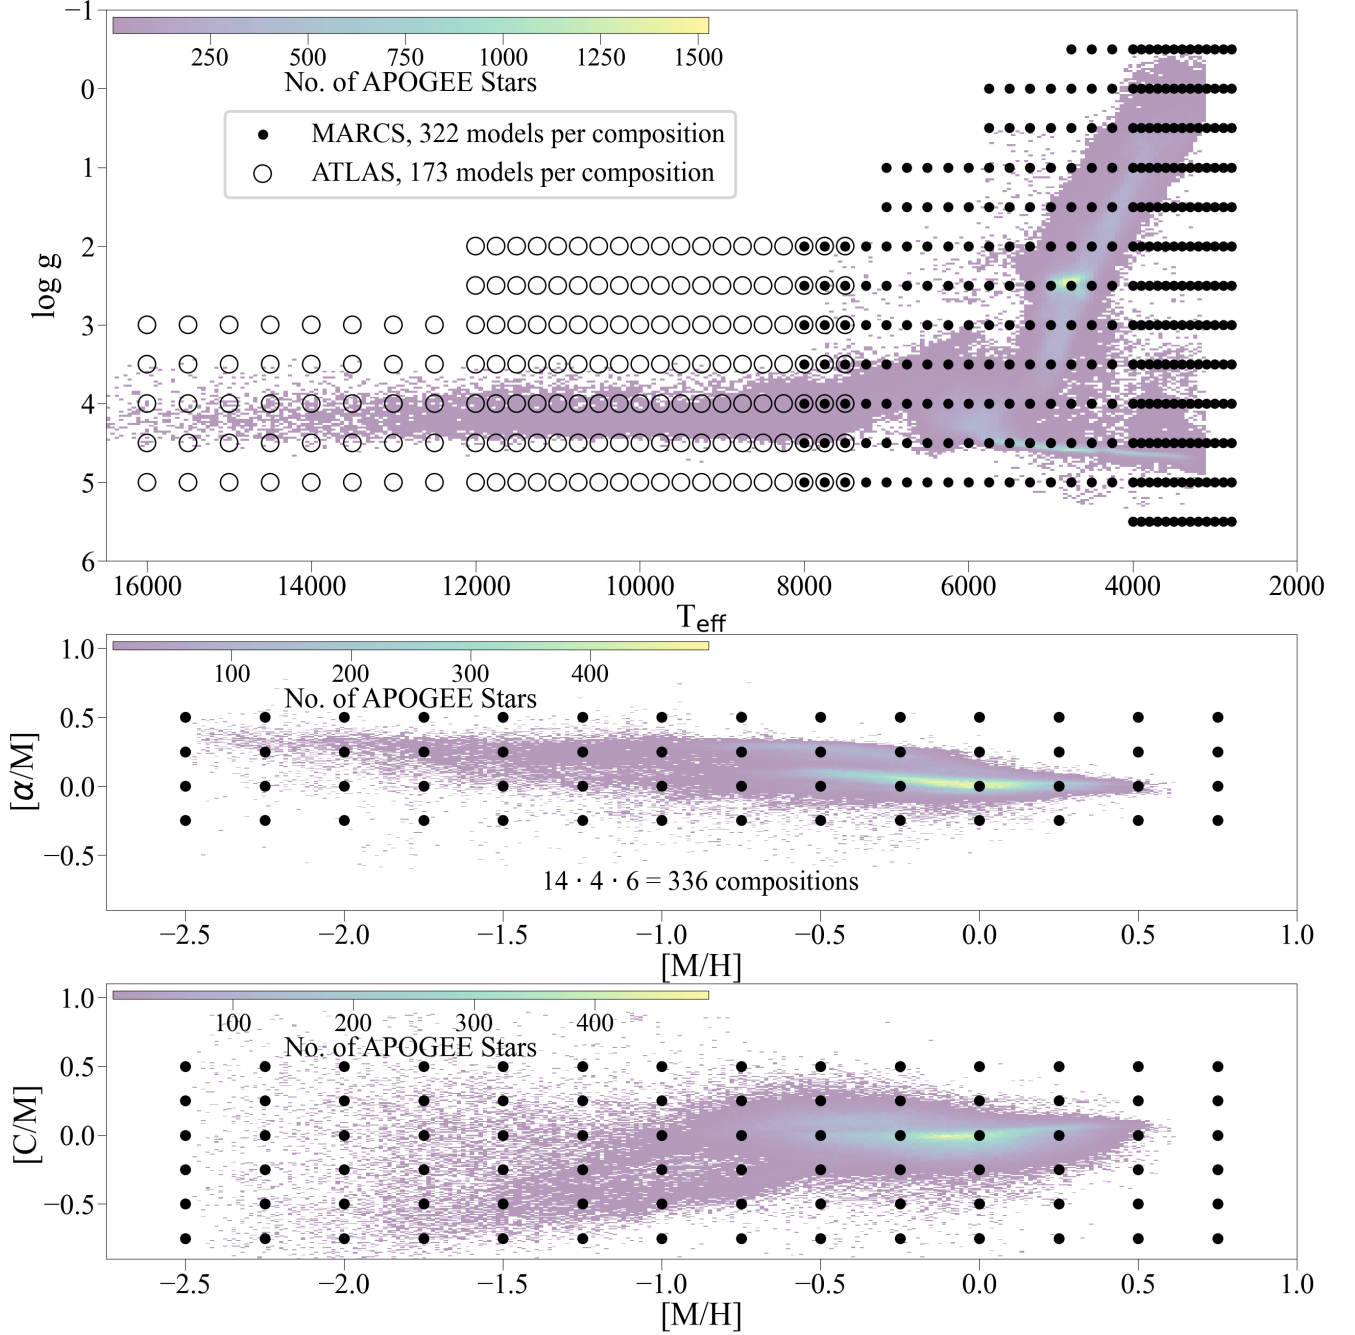 −1
250 500 750 1000 1250 1500
No. of APOGEE Stars
0
MARCS, 322 models per composition
1
ATLAS, 173 models per composition
2
log g
3
4
5
6
16000 14000 12000 10000 8000 6000 4000 2000
Teff
1.0
100 200 300 400
No. of APOGEE Stars
0.5
[α/M]
0.0
−0.5
14 · 4 · 6 = 336 compositions
−2.5 −2.0 −1.5 −1.0 −0.5 0.0 0.5 1.0
[M/H]
1.0
100 200 300 400
No. of APOGEE Stars
0.5
[C/M]
0.0
−0.5
−2.5 −2.0 −1.5 −1.0 −0.5 0.0 0.5 1.0
[M/H]